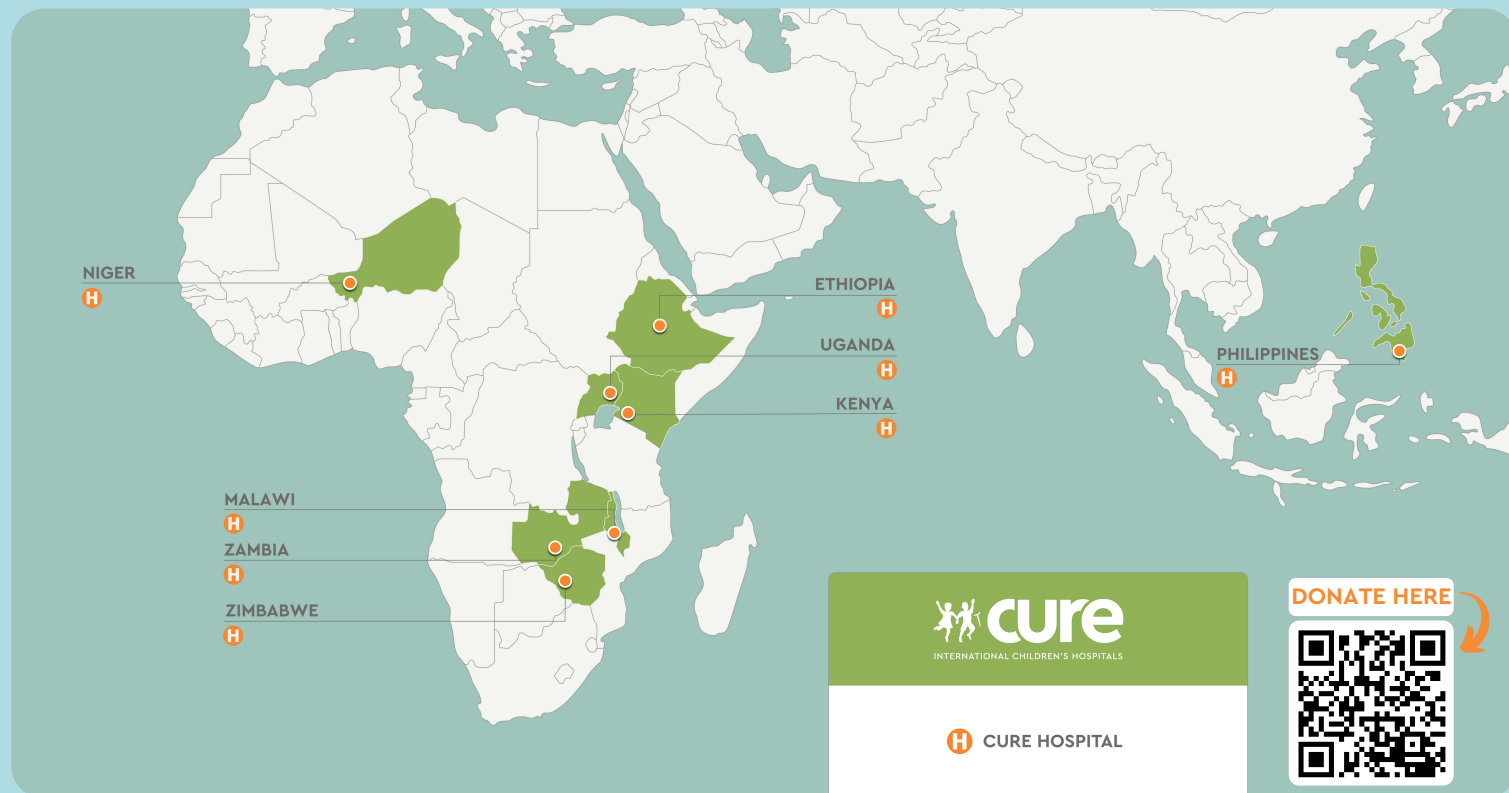 NIGER
H
ETHIOPIA
H
UGANDA
H
KENYA
H
PHILIPPINES
H
MALAWI
H
ZAMBIA
H
ZIMBABWE
H
cure
INTERNATIONAL CHILDREN'S HOSPITALS
H CURE HOSPITAL
DONATE HERE